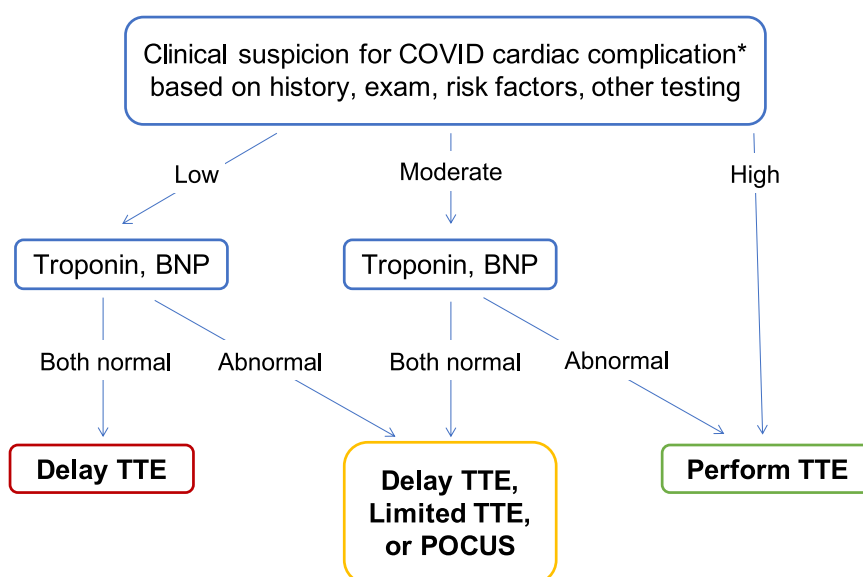 Clinical suspicion for COVID cardiac complication*
based on history, exam, risk factors, other testing
Low
Moderate
High
Troponin, BNP
Troponin, BNP
Both normal
Abnormal
Both normal
Abnormal
Delay TTE
Delay TTE,
Limited TTE,
or POCUS
Perform TTE